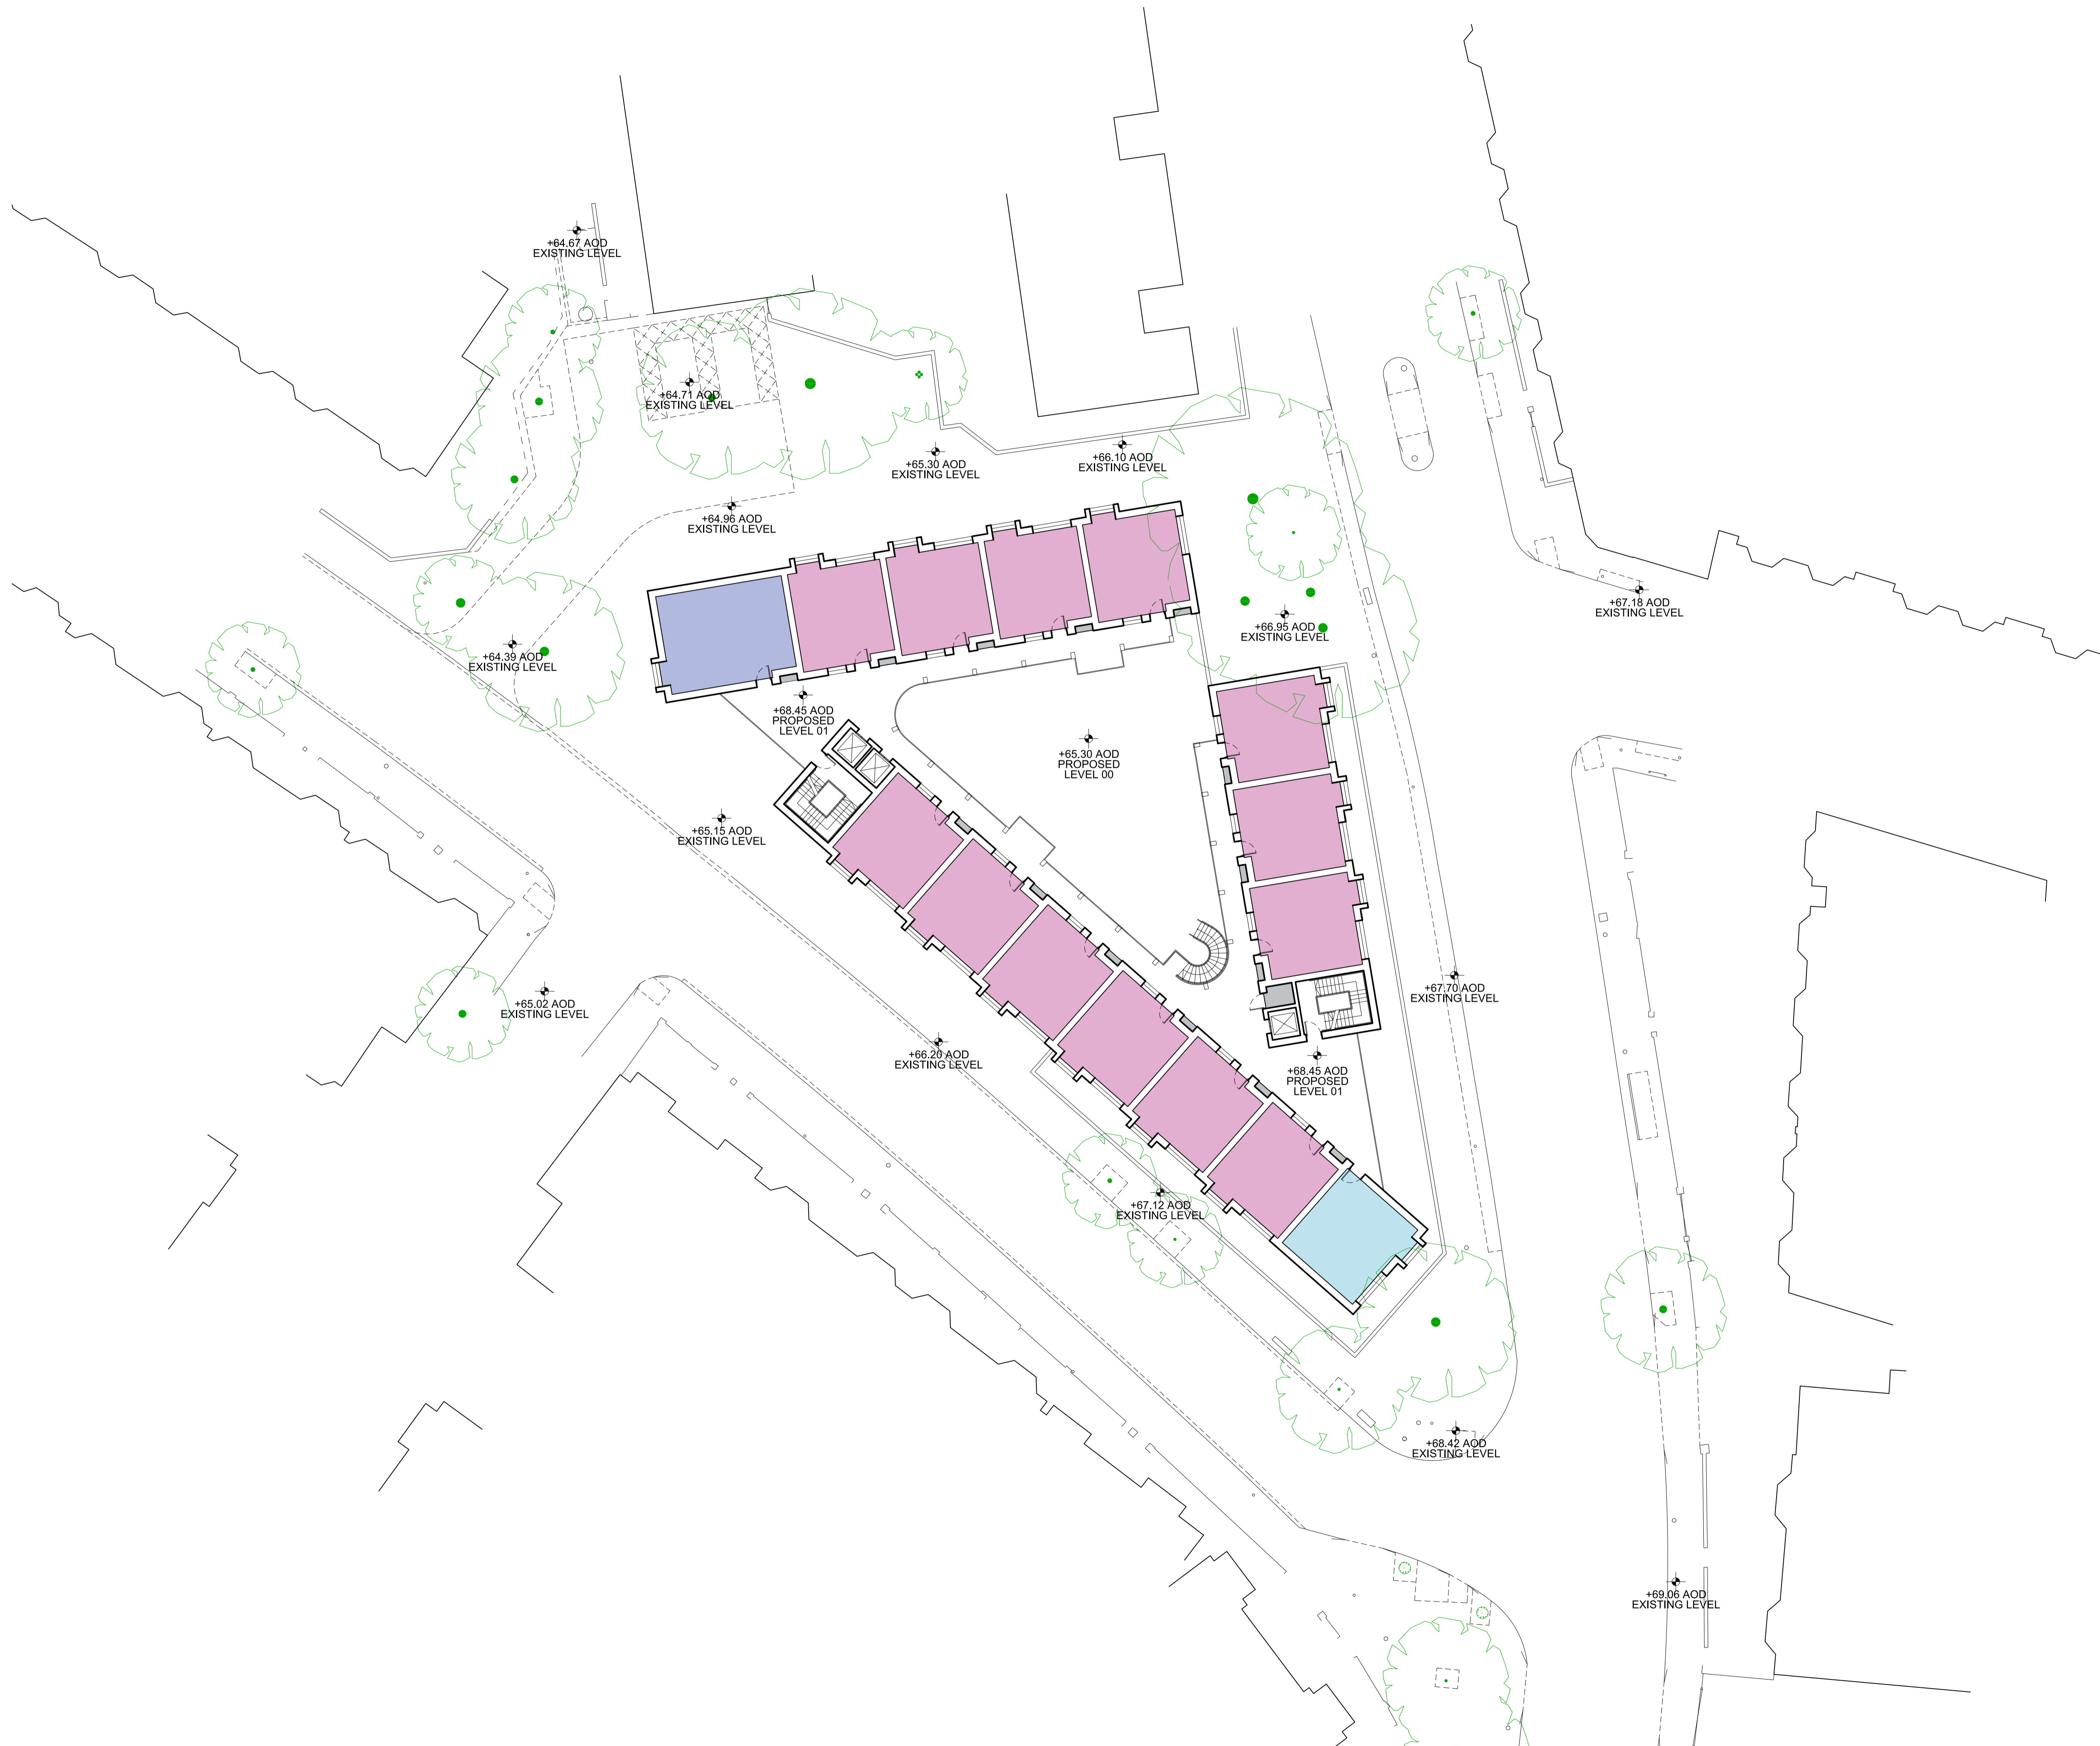 +64.67 AOD
EXISTING LEVEL
+64.71 AOD
EXISTING LEVEL
+65.30 AOD
EXISTING LEVEL
+66.10 AOD
EXISTING LEVEL
+64.96 AOD
EXISTING LEVEL
+67.18 AOD
EXISTING LEVEL
+66.95 AOD
EXISTING LEVEL
+64.39 AOD
EXISTING LEVEL
+68.45 AOD
PROPOSED
LEVEL 01
+65.30 AOD
PROPOSED
LEVEL 00
+65.15 AOD
EXISTING LEVEL
+67.70 AOD
EXISTING LEVEL
+65.02 AOD
EXISTING LEVEL
+66.20 AOD
EXISTING LEVEL
+68.45 AOD
PROPOSED
LEVEL 01
+67.12 AOD
EXISTING LEVEL
+68.42 AOD
EXISTING LEVEL
+69.06 AOD
EXISTING LEVEL